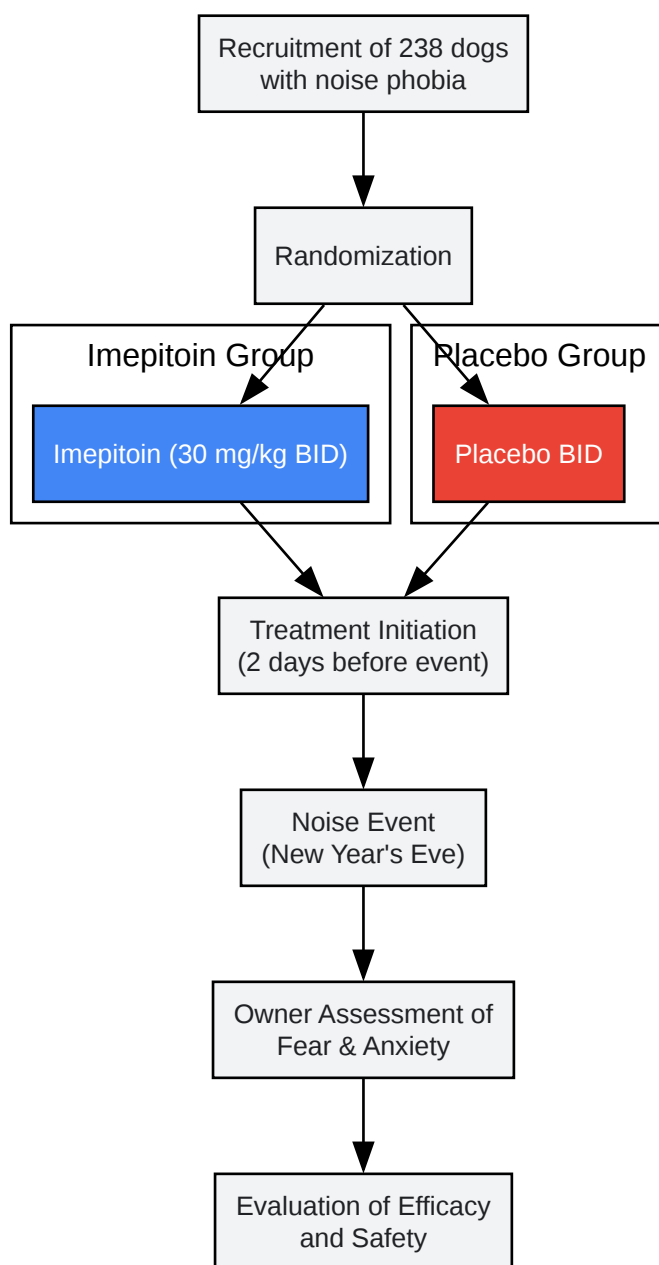 Recruitment of 238 dogs
with noise phobia
Randomization
Imepitoin Group
Placebo Group
Imepitoin (30 mg/kg BID)
Placebo BID
Treatment Initiation
(2 days before event)
Noise Event
(New Year's Eve)
Owner Assessment of
Fear & Anxiety
Evaluation of Efficacy
and Safety